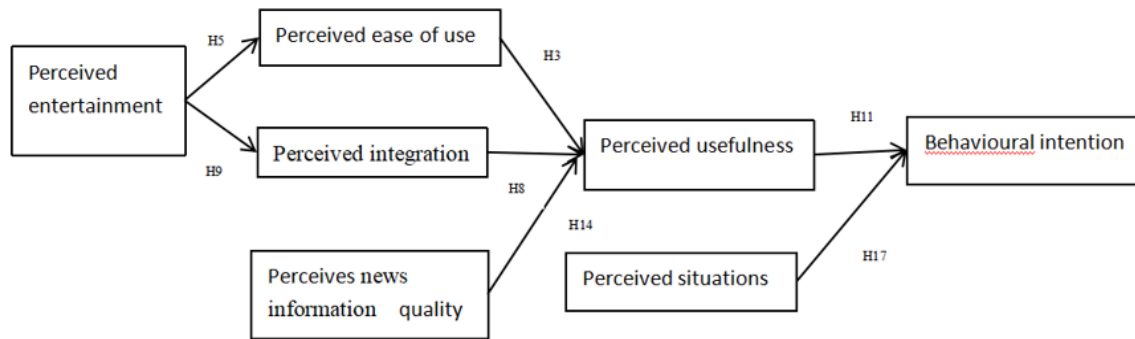 H5
Perceived ease of use
H3
Perceived
entertainment
H11
Perceived usefulness
Behavioural intention
Perceived integration
H9
H8
H14
H17
Perceives news
information quality
Perceived situations